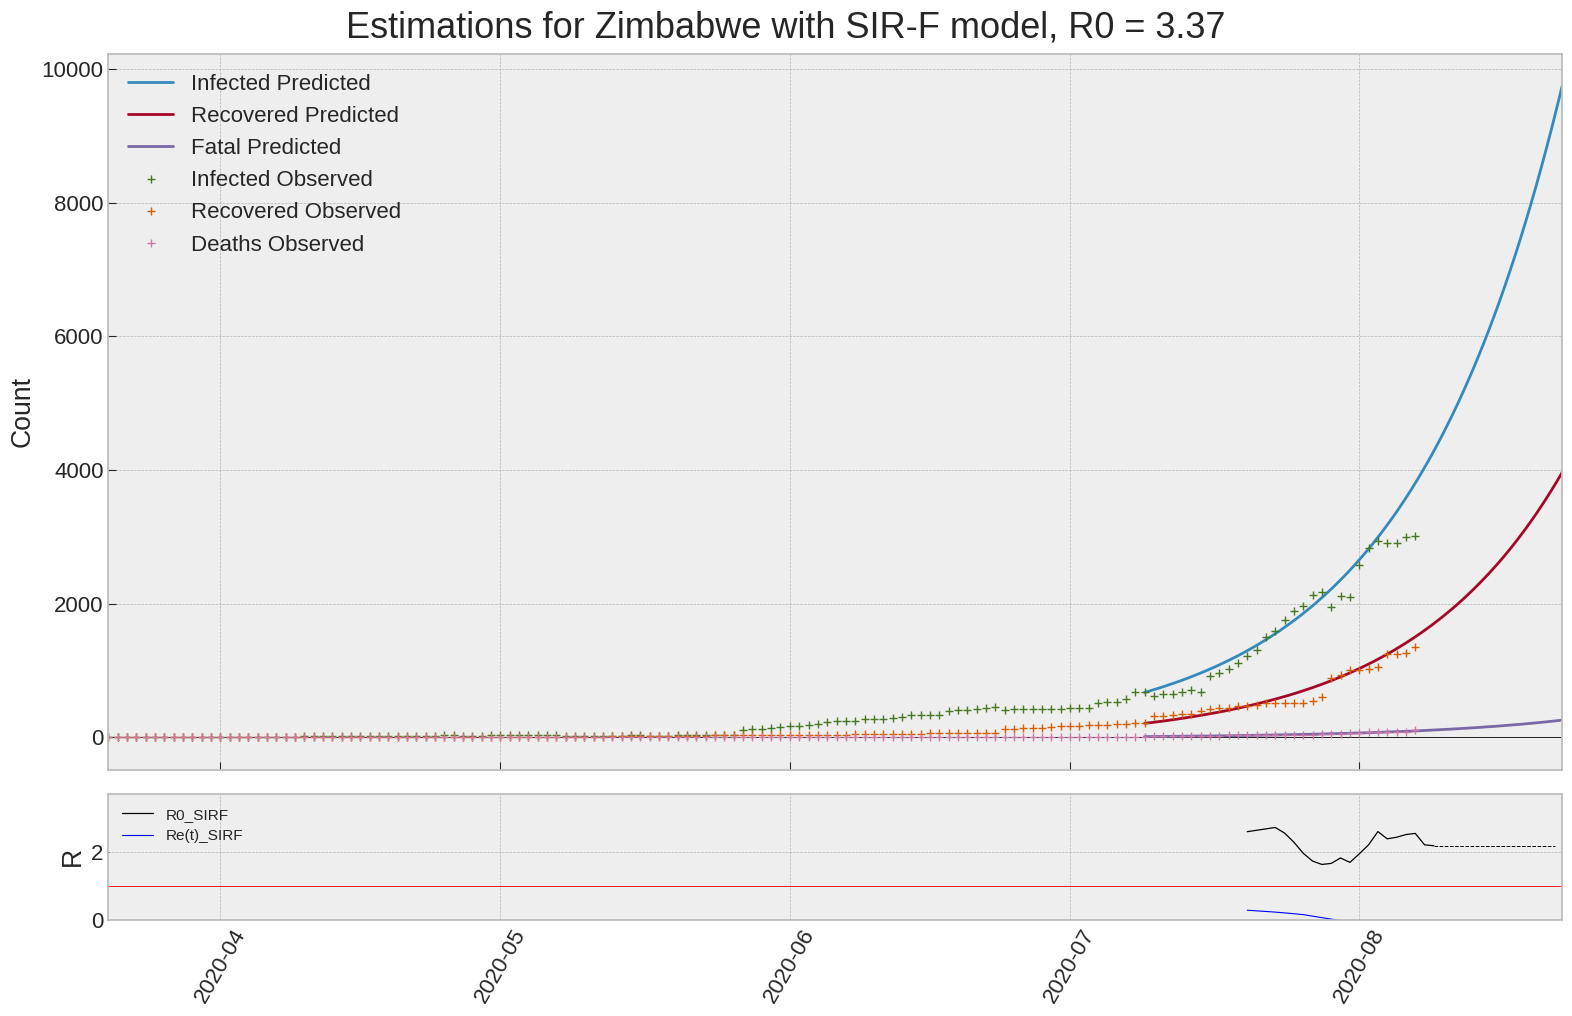 Estimations for Zimbabwe with SIR-F model, R0 = 3.37
10000
8000
6000
4000
2000
0
Count
Infected Predicted
Recovered Predicted
Fatal Predicted
Infected Observed
Recovered Observed
Deaths Observed
R0_SIRF
Re(t)_SIRF
R
2
0
2020-04
2020-05
2020-06
2020-07
2020-08